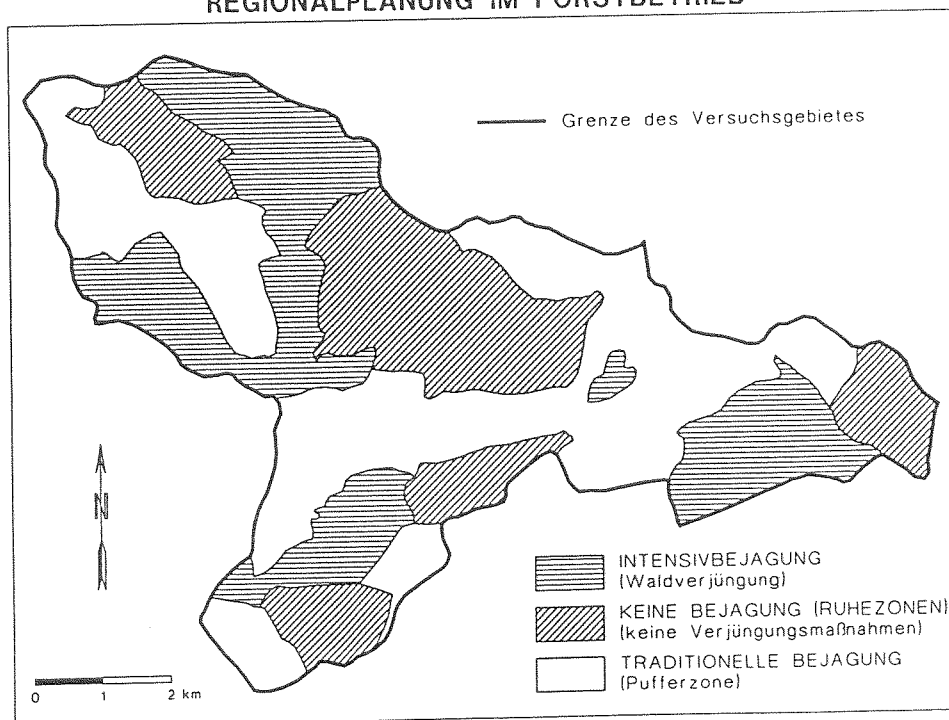 REGIONALPLANUNG IM FORSTBETRIEB
Grenze des Versuchsgebietes
N
INTENSIVBEJAGUNG
(Waldverjüngung)
KEINE BEJAGUNG (RUHEZONEN)
(keine Verjüngungsmaßnahmen)
TRADITIONELLE BEJAGUNG
(Pufferzone)
0 1 2 km